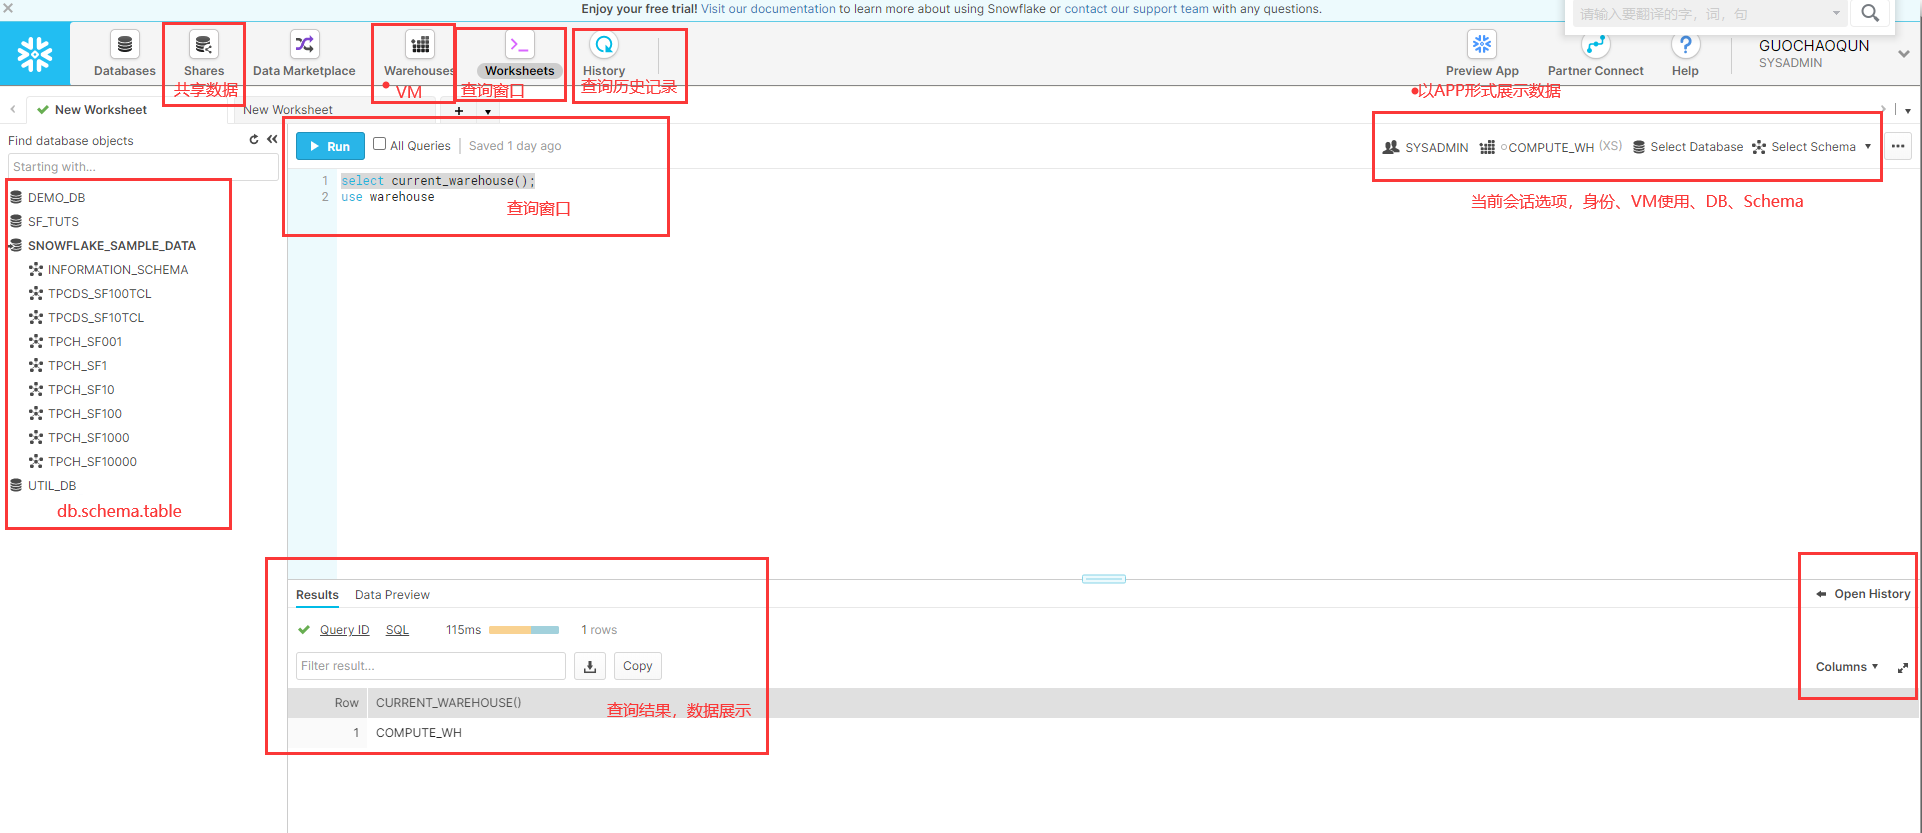 Enjoy your free trial! Visit our documentation to learn more about using Snowflake or contact our support team with any questions.
请输入要翻译的字，词，句
Databases
Shares
Data Marketplace
Warehouses
Worksheets
History
Preview App
Partner Connect
Help
GUOCHAOQUN
SYSADMIN
共享数据
VM
查询窗口
查询历史记录
以APP形式展示数据
New Worksheet
New Worksheet
Find database objects
Starting with...
Run
All Queries
Saved 1 day ago
SYSADMIN
COMPUTE_WH (XS)
Select Database
Select Schema
1 select current_warehouse();
2 use warehouse
查询窗口
当前会话选项，身份、VM使用、DB、Schema
DEMO_DB
SF_TUTS
SNOWFLAKE_SAMPLE_DATA
INFORMATION_SCHEMA
TPCDS_SF100TCL
TPCDS_SF10TCL
TPCH_SF001
TPCH_SF1
TPCH_SF10
TPCH_SF100
TPCH_SF1000
TPCH_SF10000
UTIL_DB
db.schema.table
Results
Data Preview
Open History
Query ID
SQL
115ms
1 rows
Filter result...
Copy
Columns
Row
CURRENT_WAREHOUSE()
查询结果，数据展示
1
COMPUTE_WH